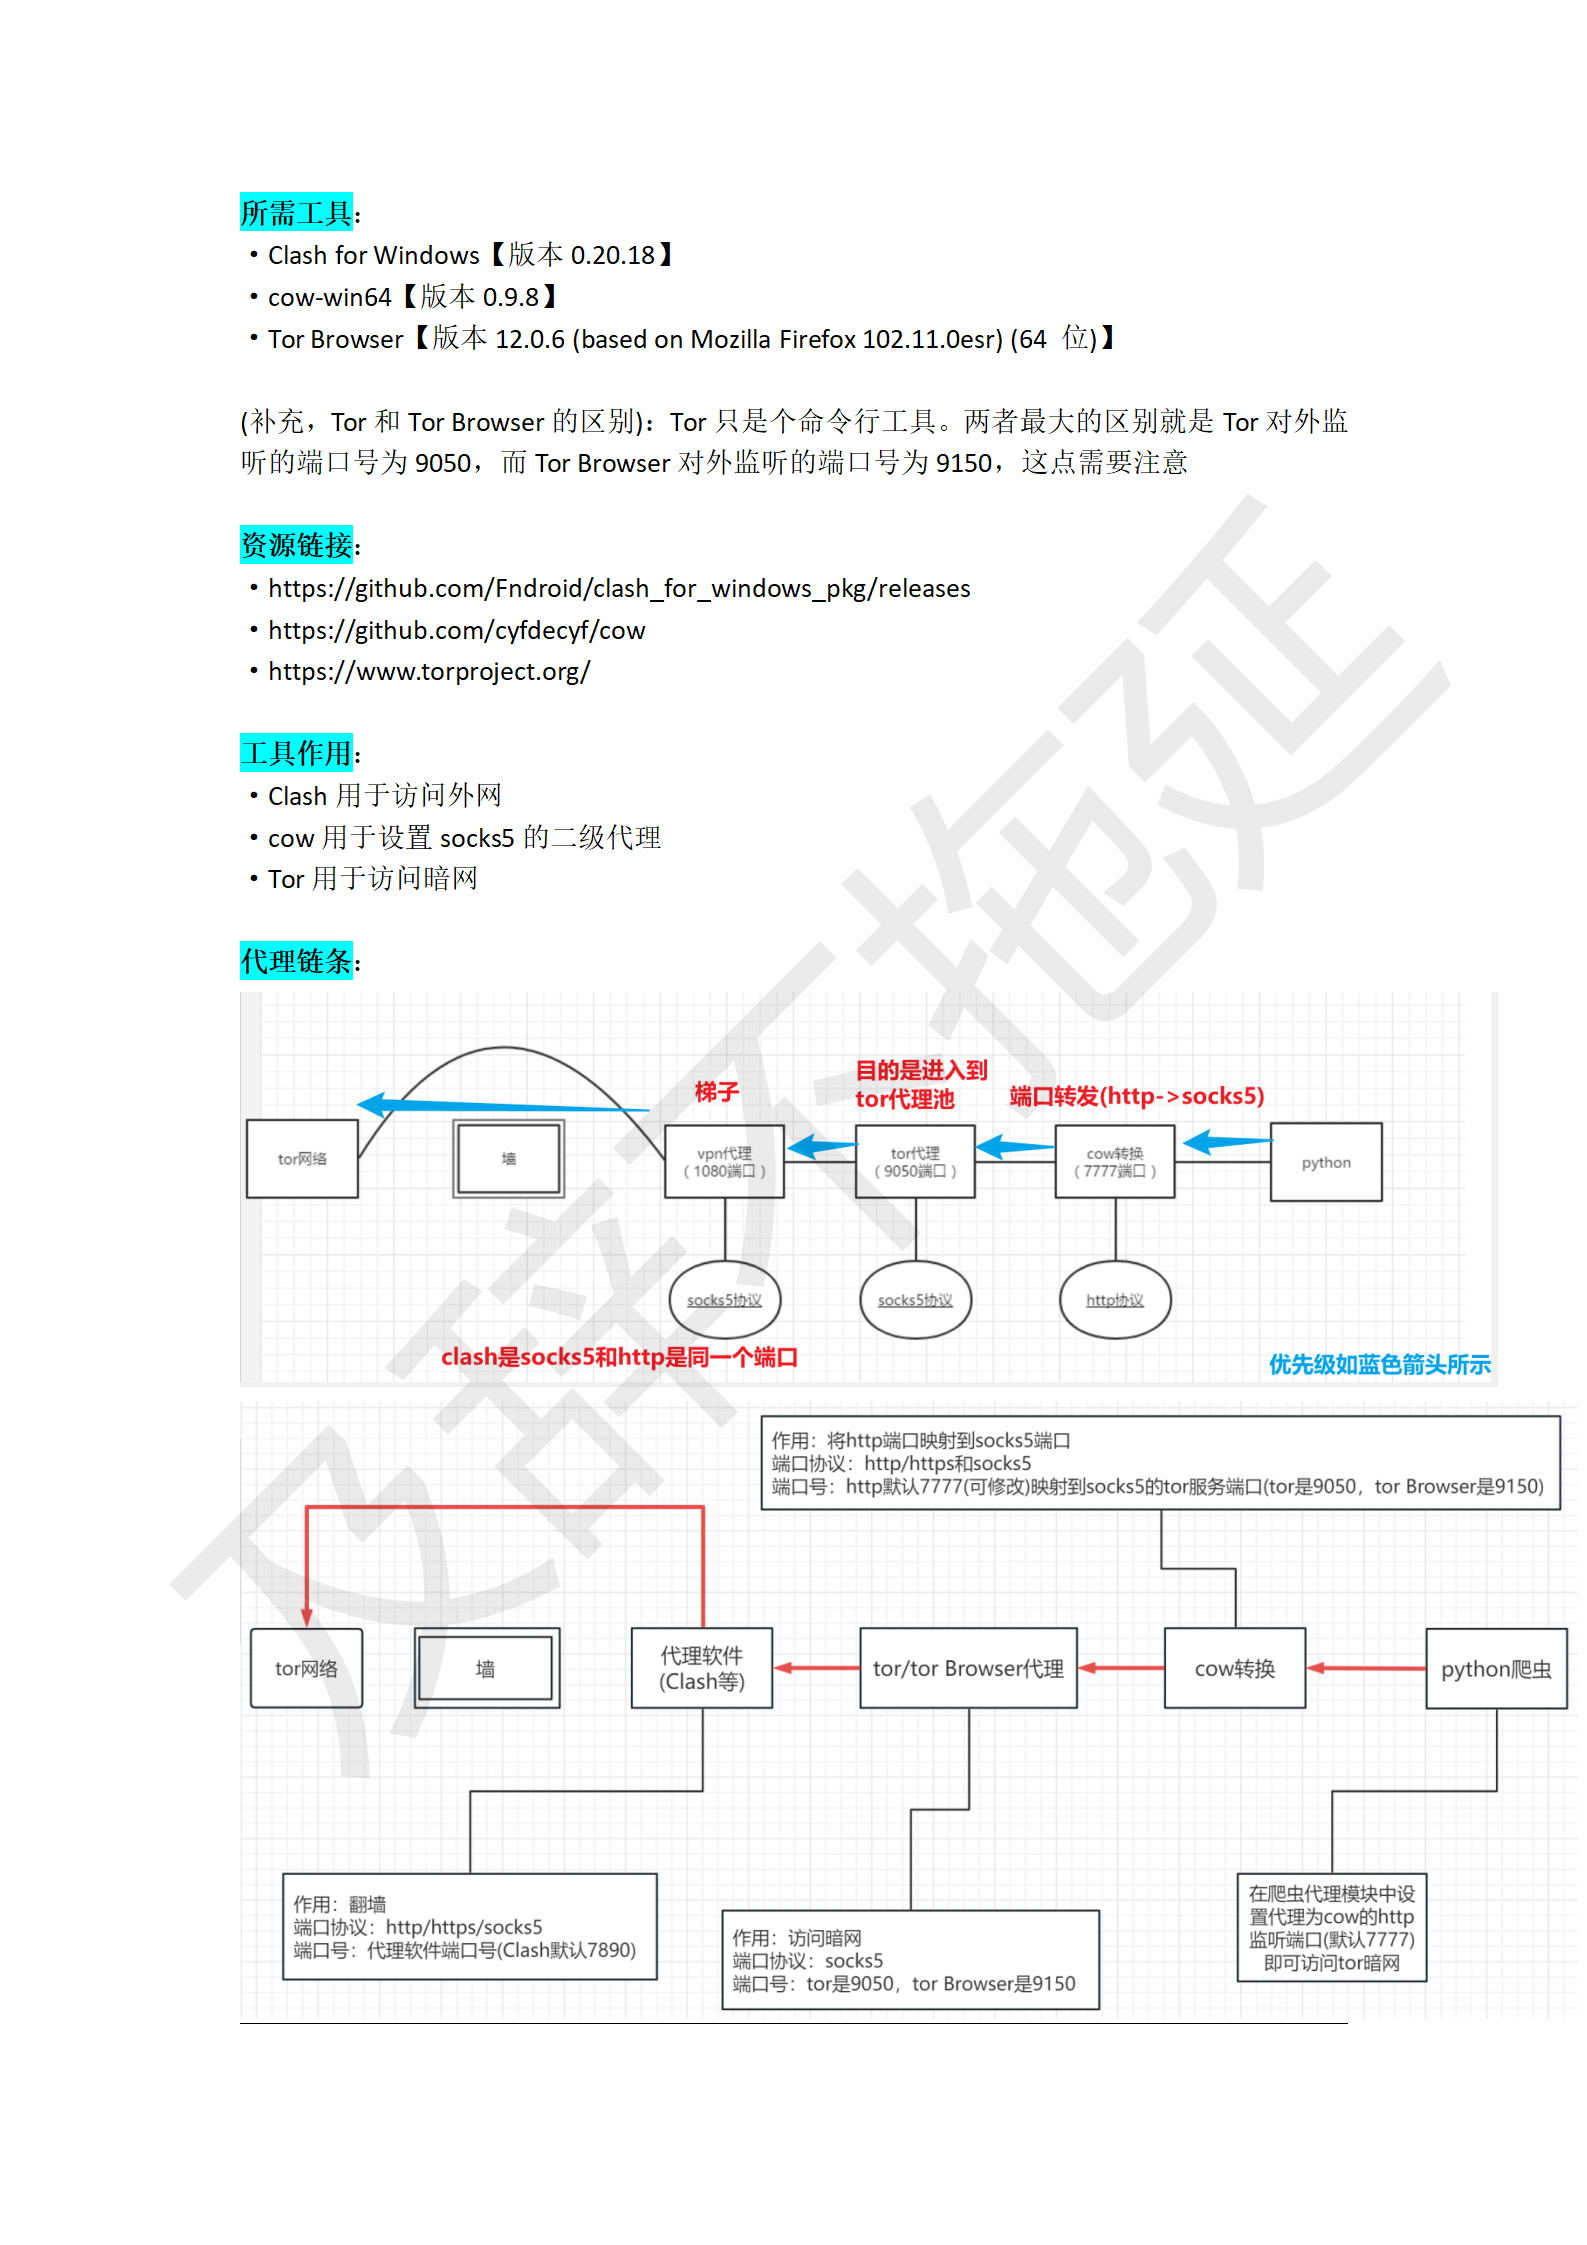 所需工具：
・Clash for Windows【版本 0.20.18】
・cow-win64【版本 0.9.8】
・Tor Browser【版本 12.0.6 (based on Mozilla Firefox 102.11.0esr) (64 位)】
(补充，Tor 和 Tor Browser 的区别)：Tor 只是个命令行工具。两者最大的区别就是 Tor 对外监
听的端口号为 9050，而 Tor Browser 对外监听的端口号为 9150，这点需要注意
资源链接：
・https://github.com/Fndroid/clash_for_windows_pkg/releases
・https://github.com/cyfdecyf/cow
・https://www.torproject.org/
工具作用：
・Clash 用于访问外网
・cow 用于设置 socks5 的二级代理
・Tor 用于访问暗网
代理链条：
梯子
目的是进入到
tor代理池
端口转发(http->socks5)
tor网络
墙
vpn代理
（1080端口）
tor代理
（9050端口）
cow转换
（7777端口）
python
socks5协议
socks5协议
http协议
clash是socks5和http是同一个端口
优先级如蓝色箭头所示
作用：将http端口映射到socks5端口
端口协议：http/https和socks5
端口号：http默认7777(可修改)映射到socks5的tor服务端口(tor是9050，tor Browser是9150)
tor网络
墙
代理软件
(Clash等)
tor/tor Browser代理
cow转换
python爬虫
作用：翻墙
端口协议：http/https/socks5
端口号：代理软件端口号(Clash默认7890)
作用：访问暗网
端口协议：socks5
端口号：tor是9050，tor Browser是9150
在爬虫代理模块中设
置代理为cow的http
监听端口(默认7777)
即可访问tor暗网
及辞不拖延